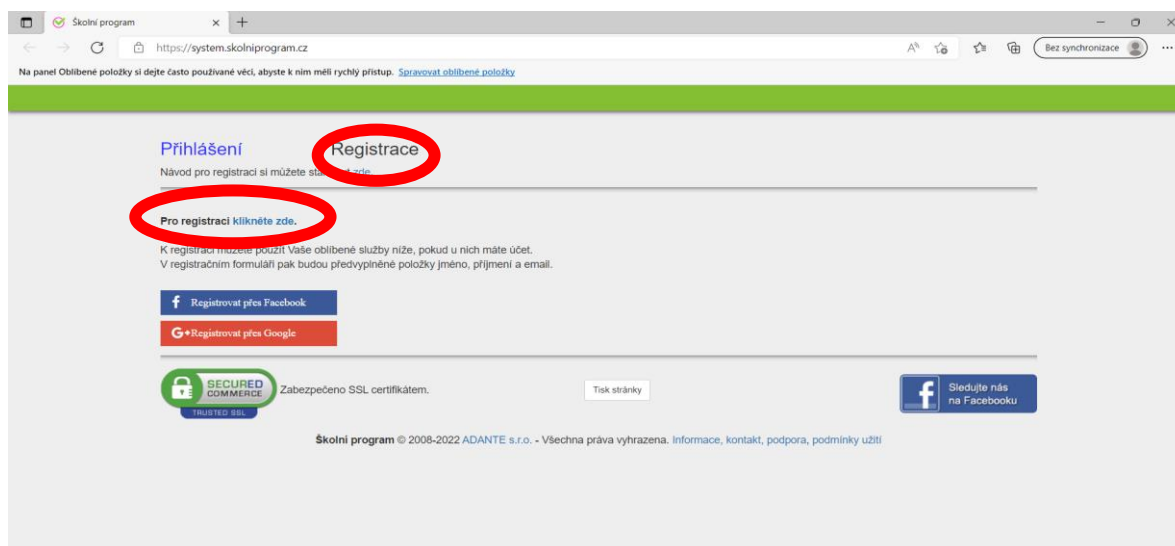 Školní program
https://system.skolniprogram.cz
Bez synchronizace
Na panel Oblíbené položky si dejte často používané věci, abyste k nim měli rychlý přístup. Spravovat oblíbené položky
Přihlášení Registrace
Návod pro registraci si můžete zde
Pro registraci klikněte zde.
K registraci můžete použít Vaše oblíbené služby níže, pokud u nich máte účet.
V registračním formuláři pak budou předvyplněné položky jméno, příjmení a email.
f Registrovat přes Facebook
G+Registrovat přes Google
SECURED
COMMERCE
TRUSTED SSL
Zabezpečeno SSL certifikátem.
Tisk stránky
f Sledujte nás
na Facebooku
Školní program © 2008-2022 ADANTE s.r.o. - Všechna práva vyhrazena. Informace, kontakt, podpora, podmínky užití